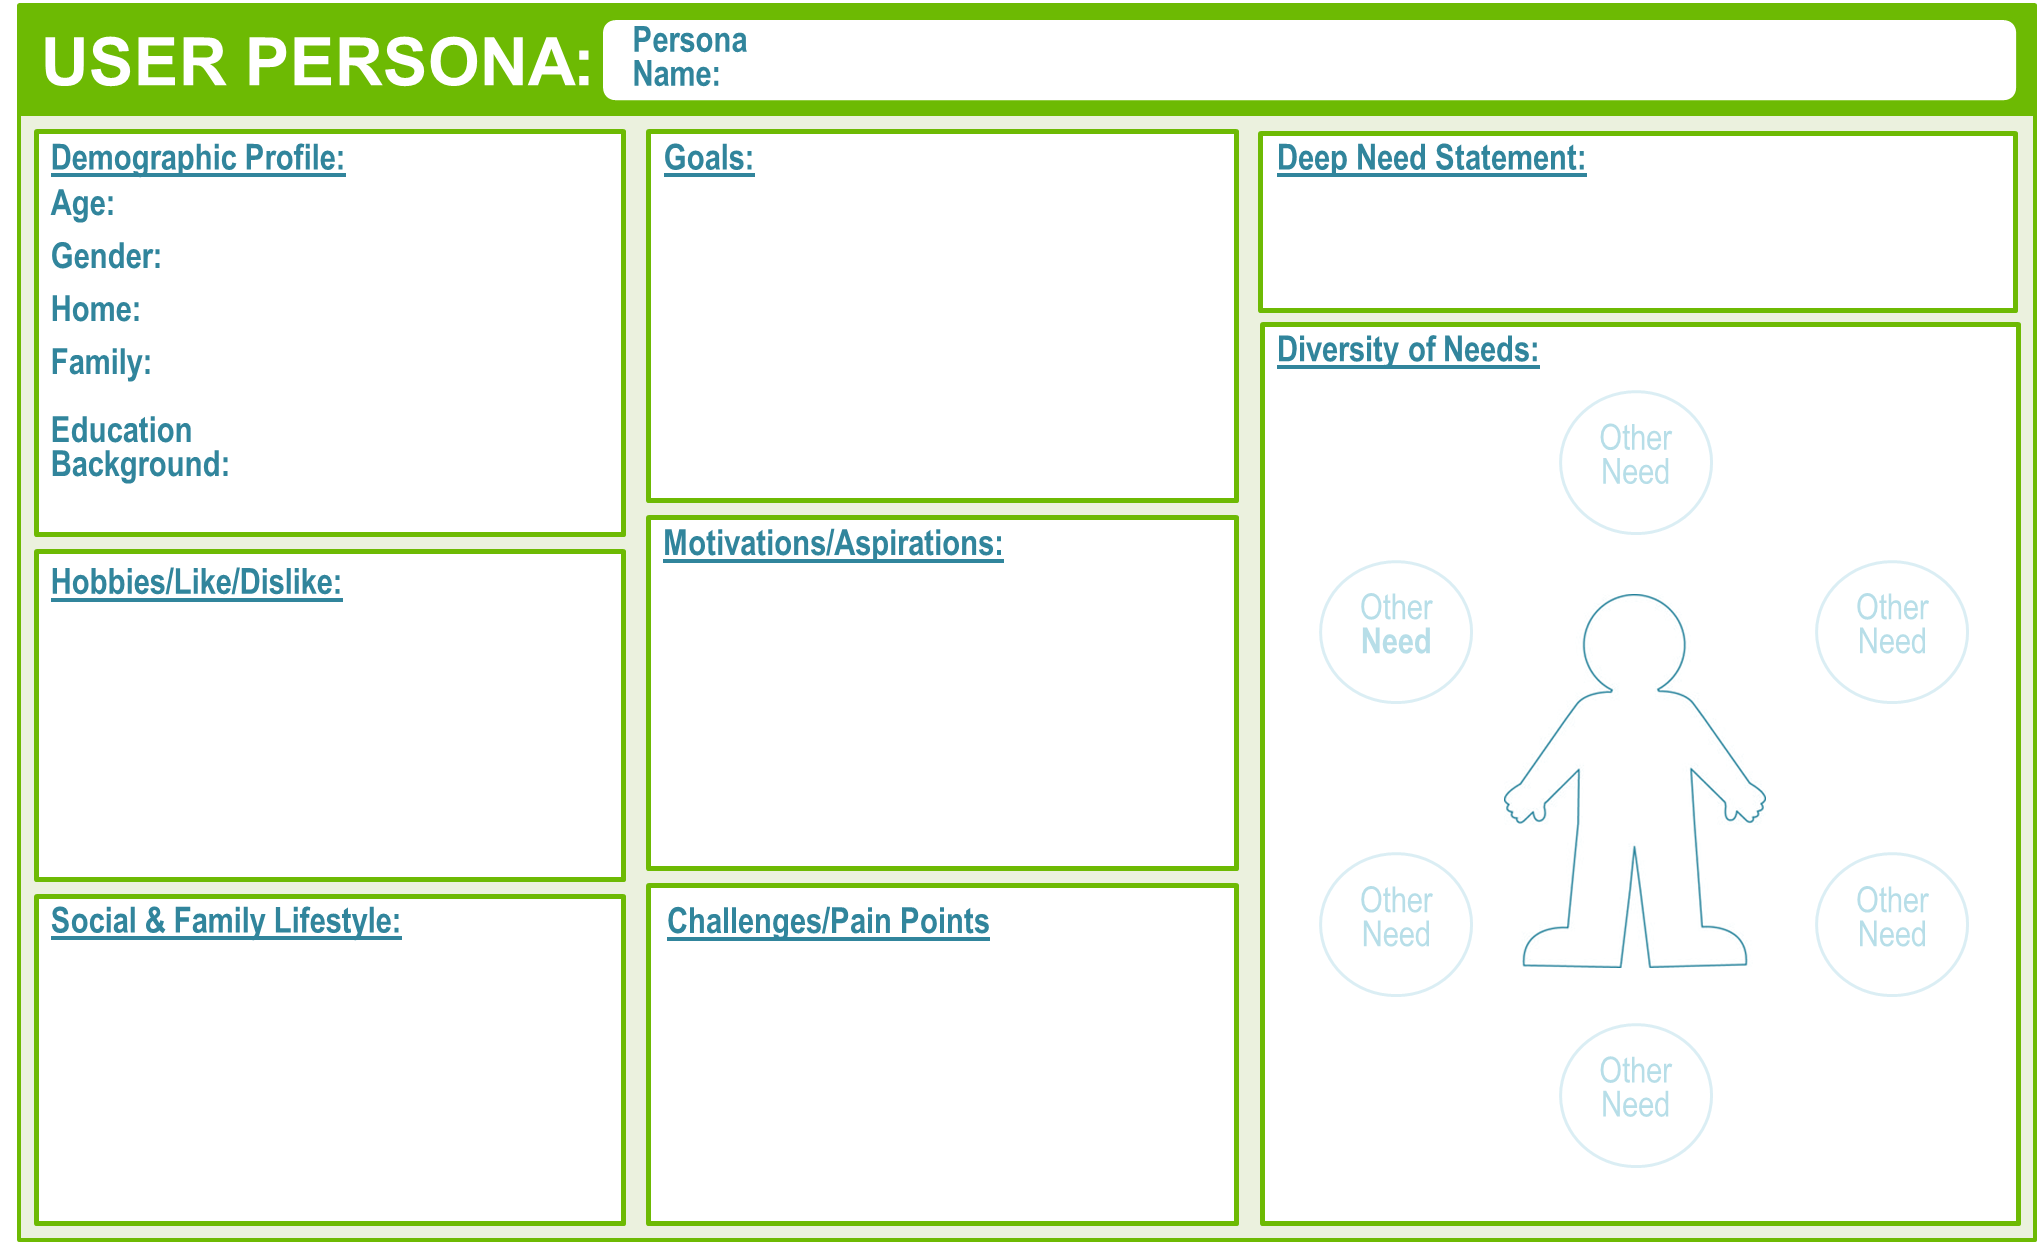 USER PERSONA:
Persona
Name:
Demographic Profile:
Age:
Gender:
Home:
Family:
Education
Background:
Hobbies/Like/Dislike:
Social & Family Lifestyle:
Goals:
Motivations/Aspirations:
Challenges/Pain Points
Deep Need Statement:
Diversity of Needs:
Other
Need
Other
Need
Other
Need
Other
Need
Other
Need
Other
Need